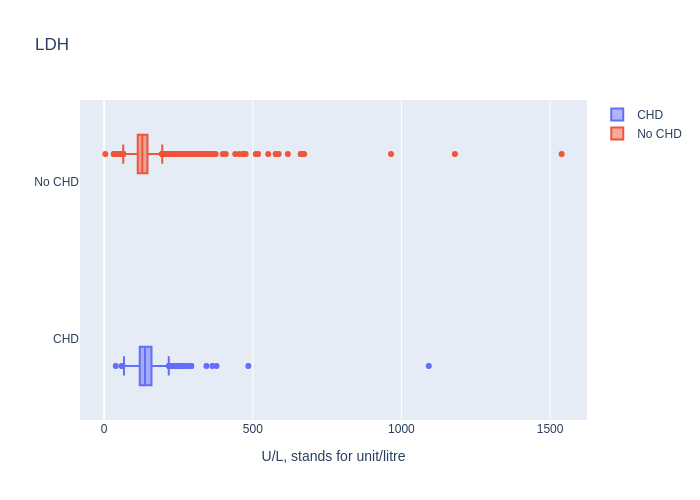 LDH
CHD
No CHD
No CHD
CHD
0
500
1000
1500
U/L, stands for unit/litre